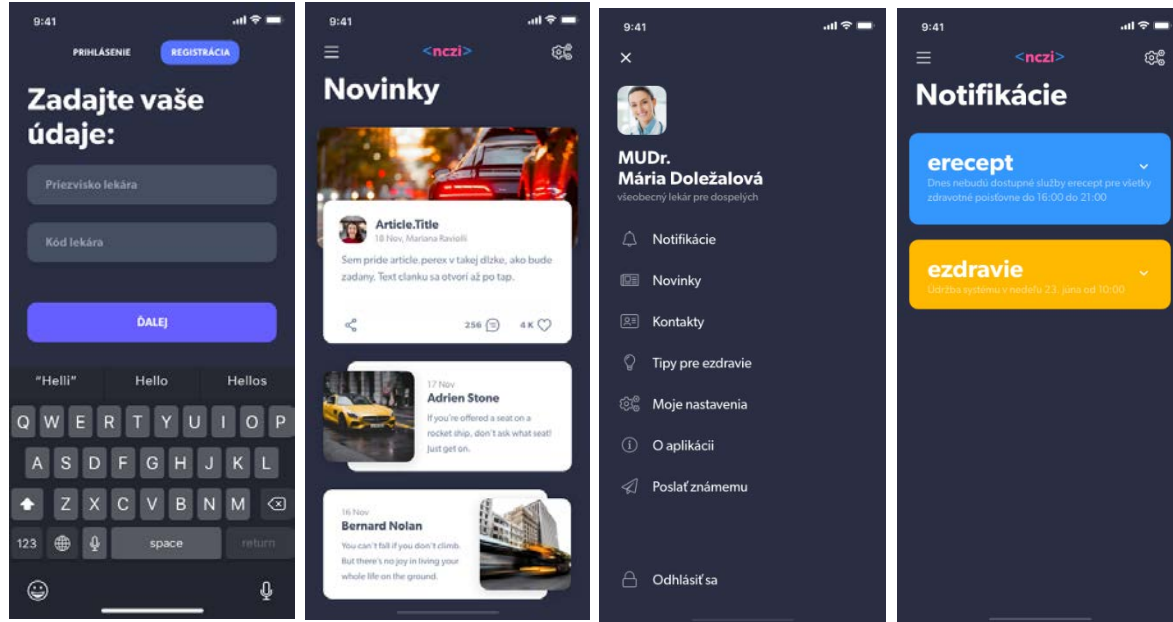 9:41
PRIHLÁSENIE
REGISTRÁCIA
Zadajte vaše
údaje:
Priezvisko lekára
Kód lekára
ĎALEJ
"Helli"
Hello
Hellos
Q W E R T Y U I O P
A S D F G H J K L
Z X C V B N M
123
space
return
9:41
<nczi>
Novinky
Article.Title
18 Nov, Mariana Raviolli
Sem pride article.perex v takej dlzke, ako bude
zadany. Text clanku sa otvorí až po tap.
256
4 K
17 Nov
Adrien Stone
If you're offered a seat on a
rocket ship, don't ask what seat!
Just get on.
16 Nov
Bernard Nolan
You can't fall if you don't climb.
But there's no joy in living your
whole life on the ground.
9:41
MUDr.
Mária Doležalová
všeobecný lekár pre dospelých
Notifikácie
Novinky
Kontakty
Tipy pre ezdravie
Moje nastavenia
O aplikácii
Poslať známemu
Odhlásiť sa
9:41
<nczi>
Notifikácie
erecept
Dnes nebudú dostupné služby erecept pre všetky
zdravotné poisťovne do 16:00 do 21:00
ezdravie
Údržba systému v nedeľu 23. júna od 10:00